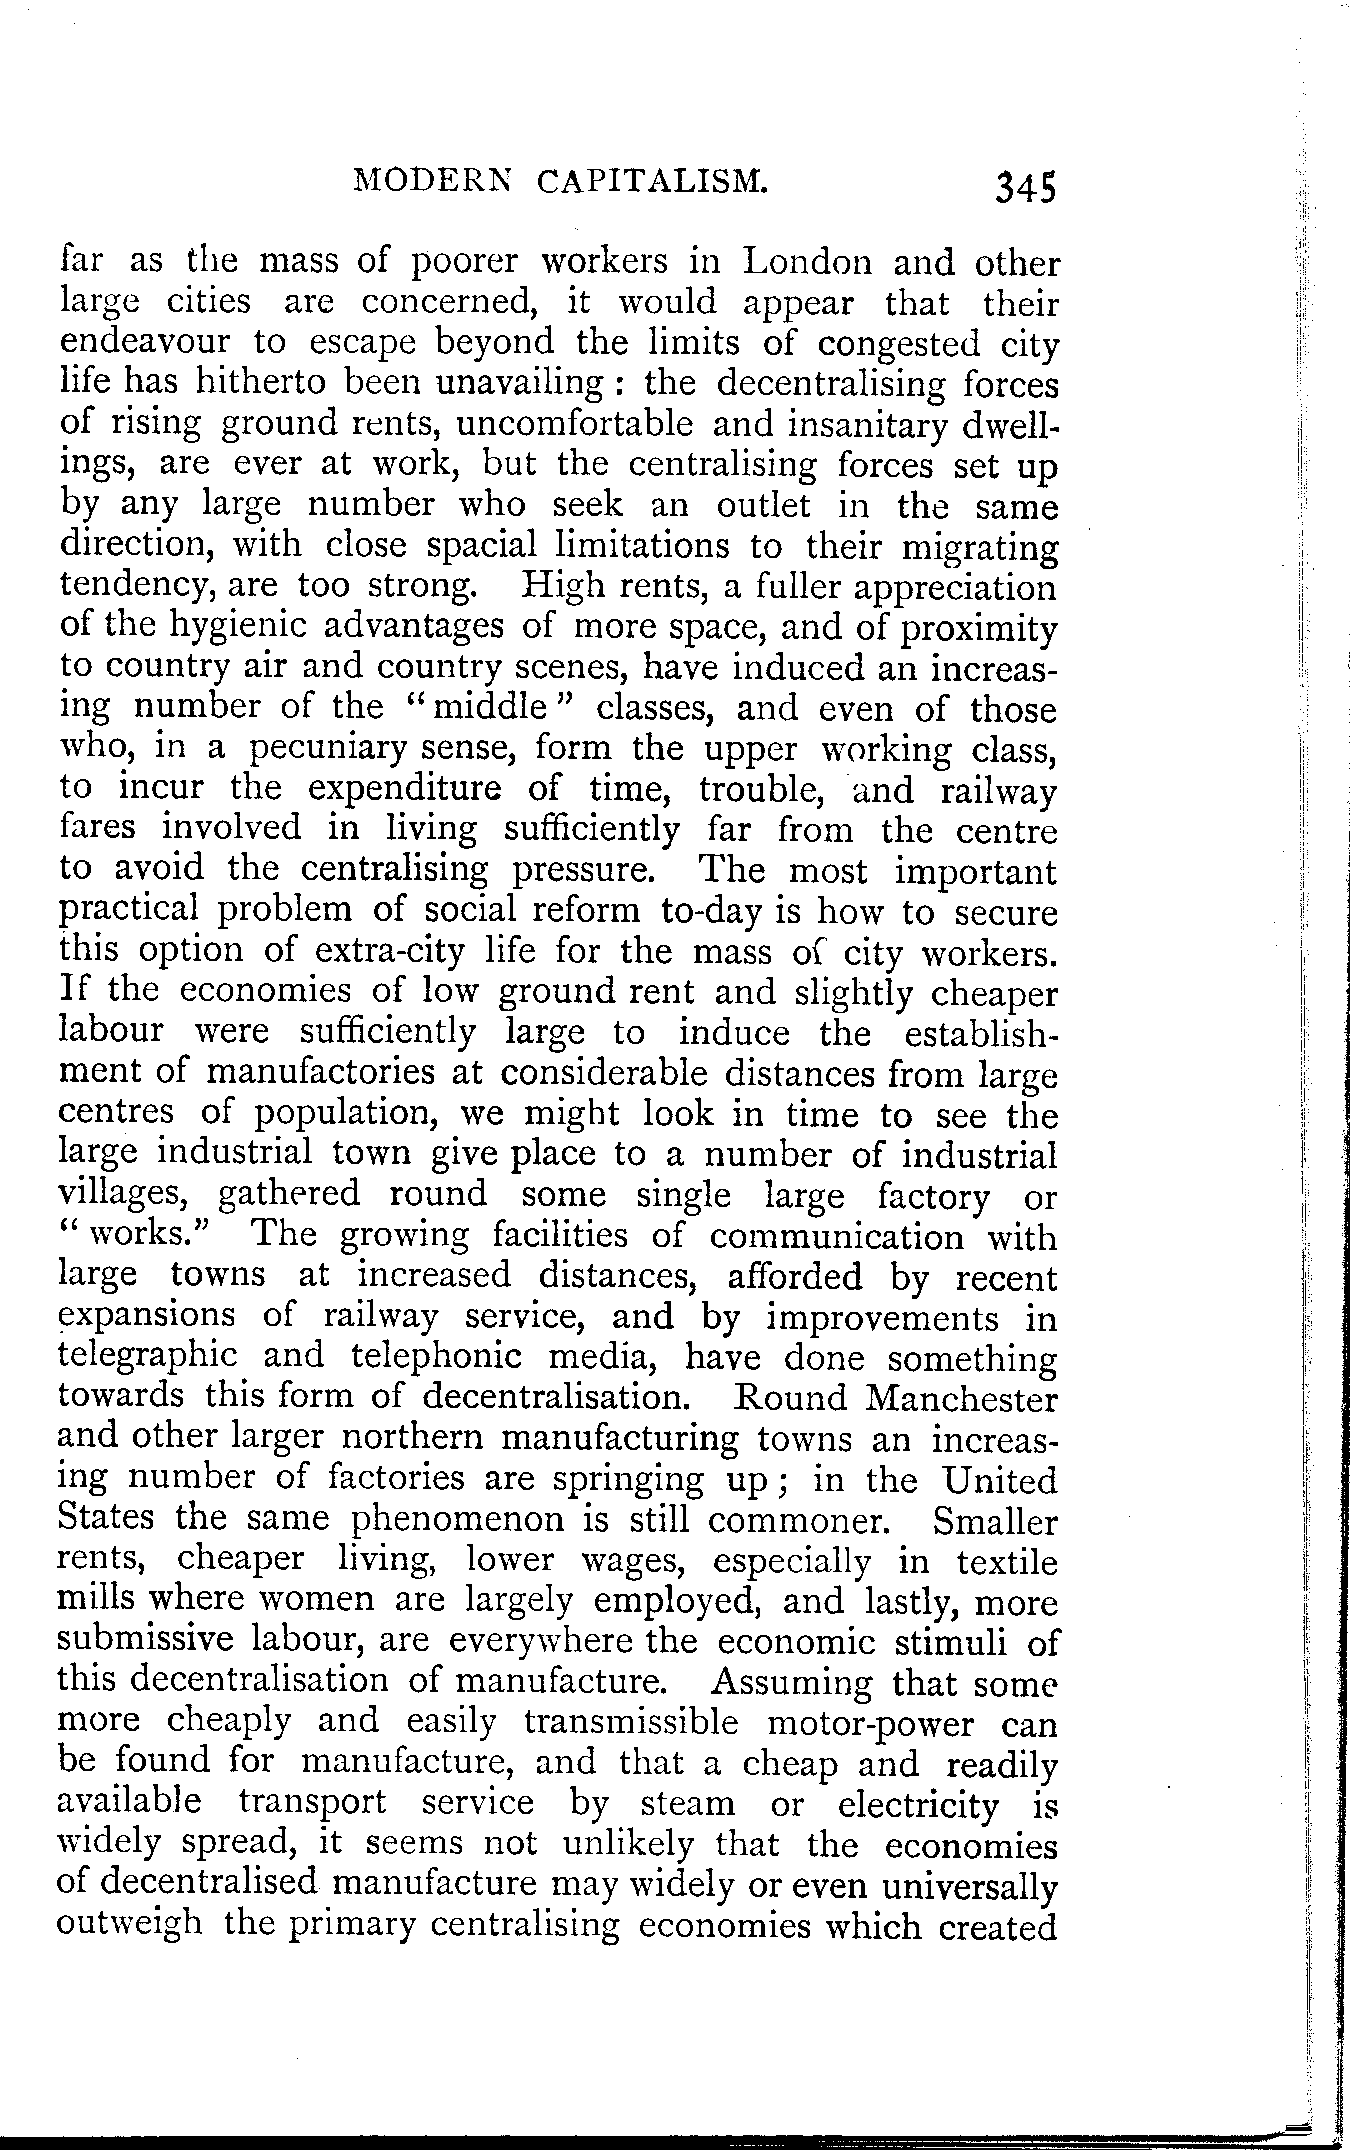 MODERN CAPITALISM. 345
far as the mass of poorer workers in London and other
large cities are concerned, it would appear that their
endeavour to escape beyond the limits of congested city
life has hitherto been unavailing : the decentralising forces
of rising ground rents, uncomfortable and insanitary dwell-
ings, are ever at work, but the centralising forces set up
by any large number who seek an outlet in the same
direction, with close spacial limitations to their migrating
tendency, are too strong. High rents, a fuller appreciation
of the hygienic advantages of more space, and of proximity
to country air and country scenes, have induced an increas-
ing number of the “ middle ” classes, and even of those
who, in a pecuniary sense, form the upper working class,
to incur the expenditure of time, trouble, and railway
fares involved in living sufficiently far from the centre
to avoid the centralising pressure. The most important
practical problem of social reform to-day is how to secure
this option of extra-city life for the mass of city workers.
If the economies of low ground rent and slightly cheaper
labour were sufficiently large to induce the establish-
ment of manufactories at considerable distances from large
centres of population, we might look in time to see the
large industrial town give place to a number of industrial
villages, gathered round some single large factory or
“ works.” The growing facilities of communication with
large towns at increased distances, afforded by recent
expansions of railway service, and by improvements in
telegraphic and telephonic media, have done something
towards this form of decentralisation. Round Manchester
and other larger northern manufacturing towns an increas-
ing number of factories are springing up ; in the United
States the same phenomenon is still commoner. Smaller
rents, cheaper living, lower wages, especially in textile
mills where women are largely employed, and lastly, more
submissive labour, are everywhere the economic stimuli of
this decentralisation of manufacture. Assuming that some
more cheaply and easily transmissible motor-power can
be found for manufacture, and that a cheap and readily
available transport service by steam or electricity is
widely spread, it seems not unlikely that the economies
of decentralised manufacture may widely or even universally
outweigh the primary centralising economies which created